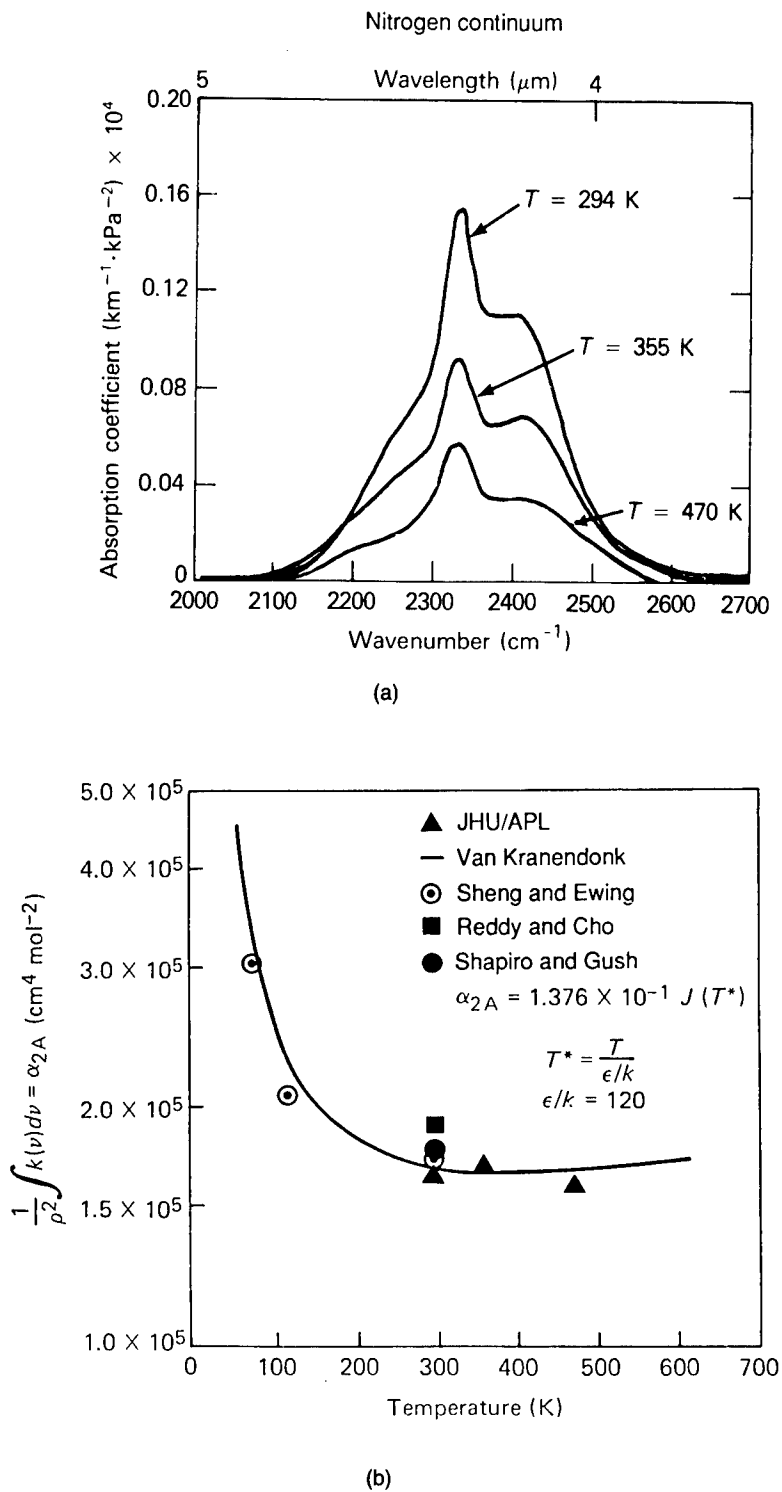 Nitrogen continuum
Wavelength (μm)
5 4
Absorption coefficient (km⁻¹·kPa⁻²) × 10⁴
0.20
0.16
0.12
0.08
0.04
0
T = 294 K
T = 355 K
T = 470 K
2000 2100 2200 2300 2400 2500 2600 2700
Wavenumber (cm⁻¹)
(a)
1/ρ² ∫ k(ν)dν = α₂A (cm⁴ mol⁻²)
5.0 × 10⁵
4.0 × 10⁵
3.0 × 10⁵
2.0 × 10⁵
1.5 × 10⁵
1.0 × 10⁵
▲ JHU/APL
— Van Kranendonk
⊙ Sheng and Ewing
■ Reddy and Cho
● Shapiro and Gush
α₂A = 1.376 × 10⁻¹ J (T*)
T* = T / ϵ/k
ϵ/k = 120
0 100 200 300 400 500 600 700
Temperature (K)
(b)